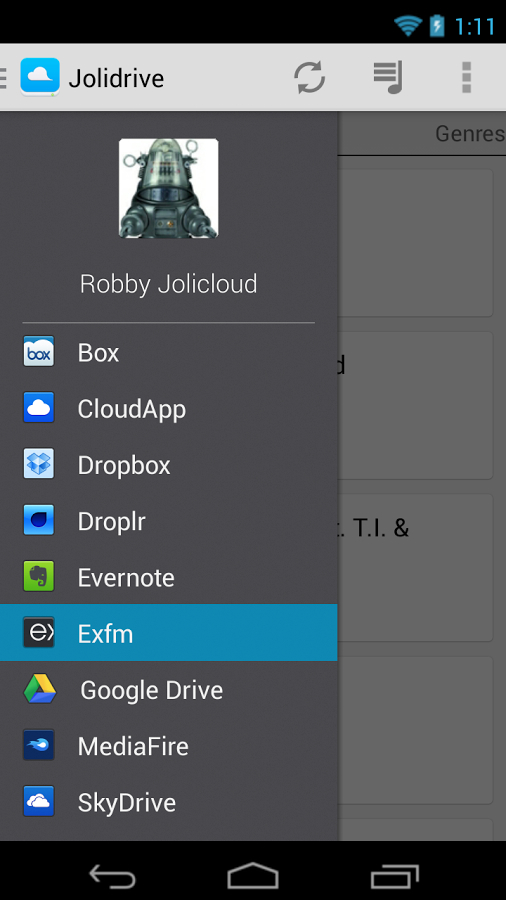 1:11
Jolidrive
Genres
Robby Jolicloud
d
. T.I. &
box
Box
CloudApp
Dropbox
Droplr
Evernote
Exfm
Google Drive
MediaFire
SkyDrive